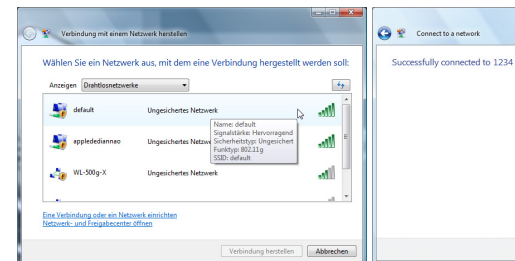 Verbindung mit einem Netzwerk herstellen
Wählen Sie ein Netzwerk aus, mit dem eine Verbindung hergestellt werden soll:
Anzeigen Drahtlosnetzwerke
default Ungesichertes Netzwerk
Name: default
Signalstärke: Hervorragend
applediannao Ungesichertes Netzwe
Sicherheitstyp: Ungesichert
Funktyp: 802.11g
SSID: default
WL-500g-X Ungesichertes Netzwerk
Eine Verbindung oder ein Netzwerk einrichten
Netzwerk- und Freigabecenter öffnen
Verbindung herstellen Abbrechen
Connect to a network
Successfully connected to 1234